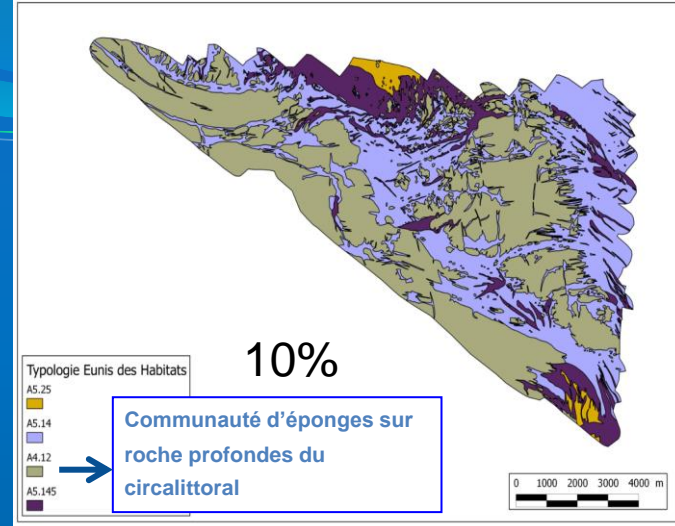 10%
Typologie Eunis des Habitats
A5.25
A5.14
A4.12
A5.145
Communauté d'éponges sur
roche profondes du
circalittoral
0 1000 2000 3000 4000 m